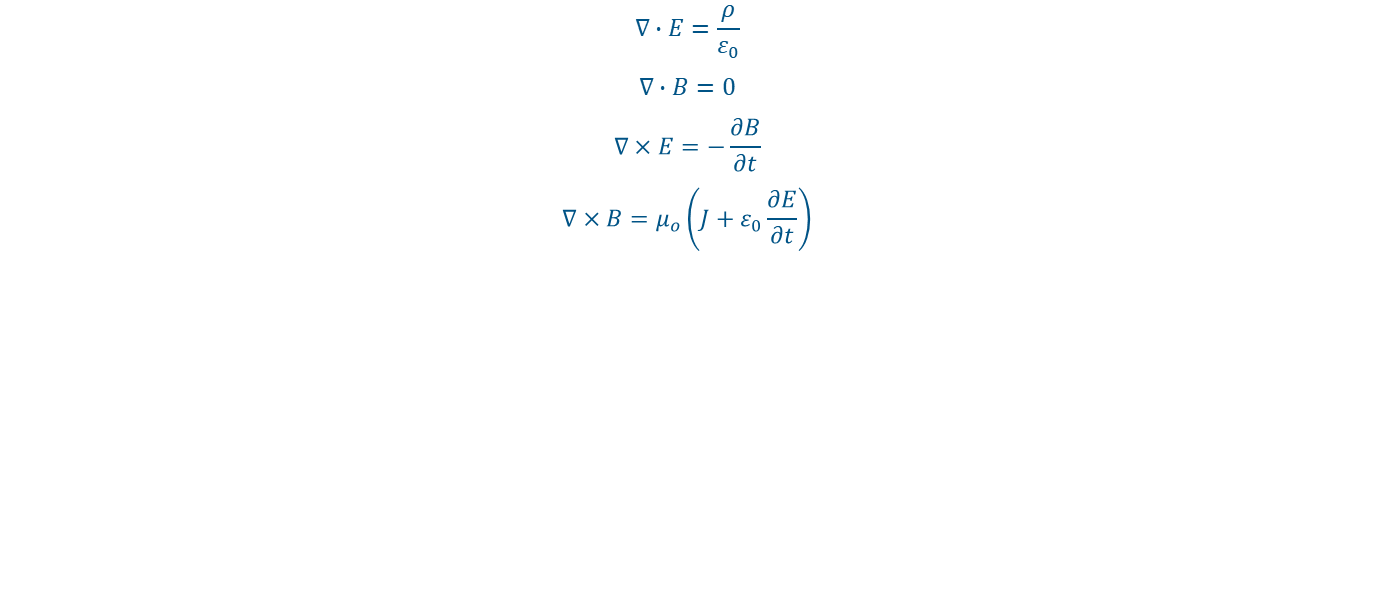 ∇ · E = ρ/ε₀
∇ · B = 0
∇ × E = −∂B/∂t
∇ × B = μₒ(J + ε₀ ∂E/∂t)